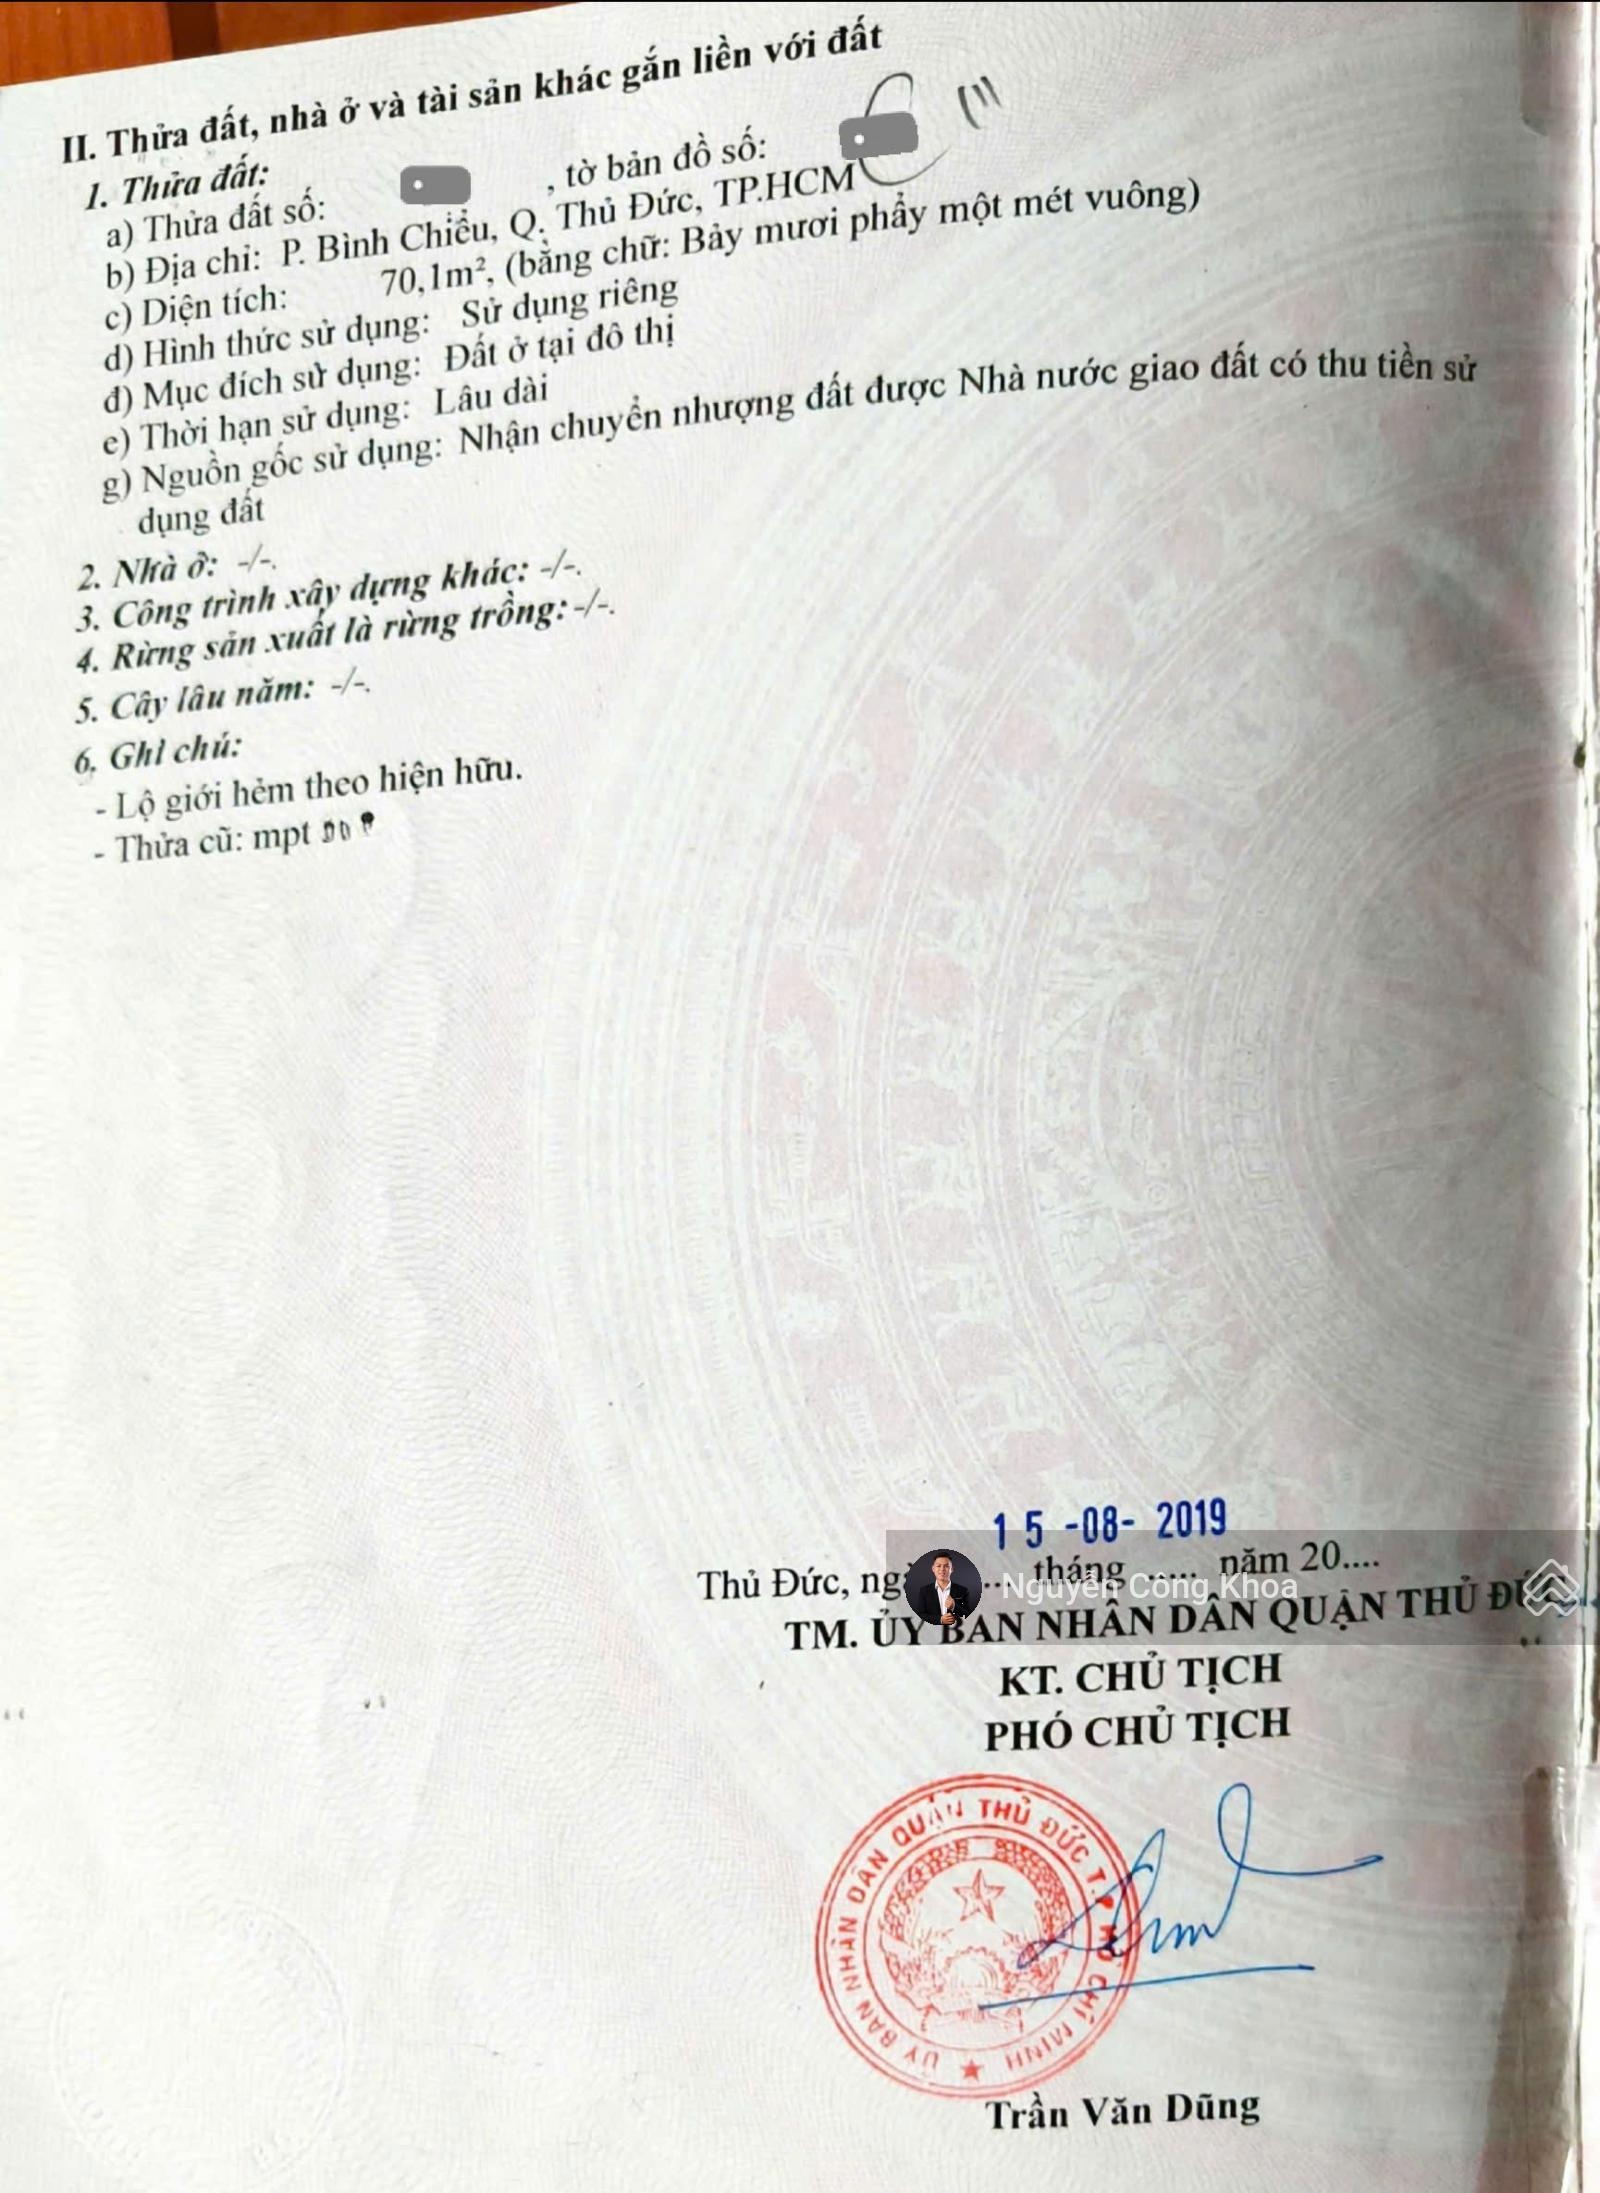 II. Thửa đất, nhà ở và tài sản khác gắn liền với đất
1. Thửa đất:
a) Thửa đất số: , tờ bản đồ số:
b) Địa chỉ: P. Bình Chiểu, Q. Thủ Đức, TP.HCM
c) Diện tích: 70,1m², (bằng chữ: Bảy mươi phẩy một mét vuông)
d) Hình thức sử dụng: Sử dụng riêng
đ) Mục đích sử dụng: Đất ở tại đô thị
e) Thời hạn sử dụng: Lâu dài
g) Nguồn gốc sử dụng: Nhận chuyển nhượng đất được Nhà nước giao đất có thu tiền sử
dụng đất
2. Nhà ở: -/-.
3. Công trình xây dựng khác: -/-.
4. Rừng sản xuất là rừng trồng: -/-.
5. Cây lâu năm: -/-.
6. Ghi chú:
- Lộ giới hẻm theo hiện hữu.
- Thửa cũ: mpt
15 -08- 2019
Thủ Đức, ngày .... tháng ..... năm 20....
Nguyễn Công Khoa
TM. ỦY BAN NHÂN DÂN QUẬN THỦ ĐỨC
KT. CHỦ TỊCH
PHÓ CHỦ TỊCH
ỦY BAN NHÂN DÂN QUẬN THỦ ĐỨC T.P HỒ CHÍ MINH
Trần Văn Dũng